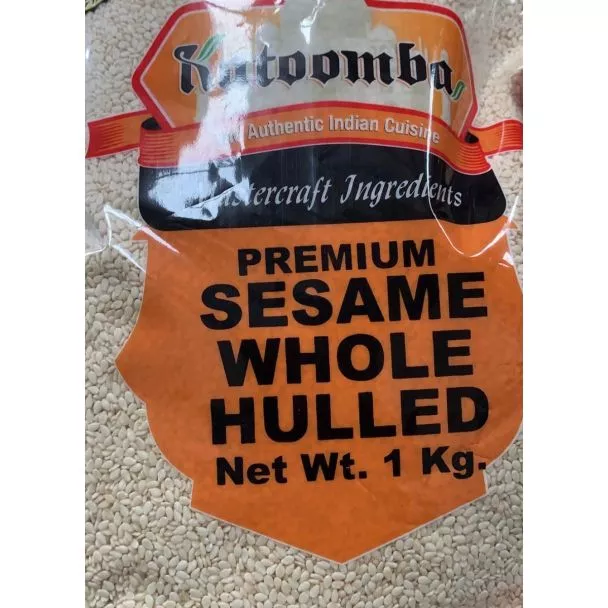 Katoomba
Authentic Indian Cuisine
Mastercraft Ingredients
PREMIUM
SESAME
WHOLE
HULLED
Net Wt. 1 Kg.